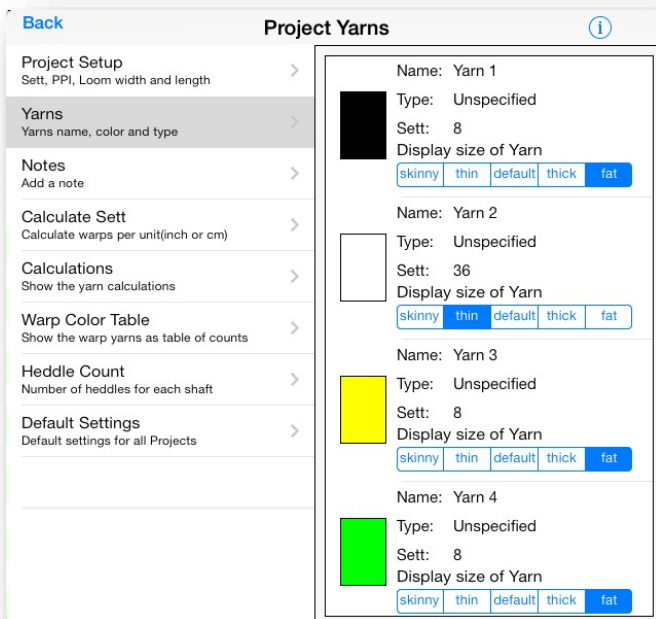 Back
Project Yarns
i
Project Setup
Sett, PPI, Loom width and length
Yarns
Yarns name, color and type
Notes
Add a note
Calculate Sett
Calculate warps per unit(inch or cm)
Calculations
Show the yarn calculations
Warp Color Table
Show the warp yarns as table of counts
Heddle Count
Number of heddles for each shaft
Default Settings
Default settings for all Projects
Name: Yarn 1
Type: Unspecified
Sett: 8
Display size of Yarn
skinny thin default thick fat
Name: Yarn 2
Type: Unspecified
Sett: 36
Display size of Yarn
skinny thin default thick fat
Name: Yarn 3
Type: Unspecified
Sett: 8
Display size of Yarn
skinny thin default thick fat
Name: Yarn 4
Type: Unspecified
Sett: 8
Display size of Yarn
skinny thin default thick fat